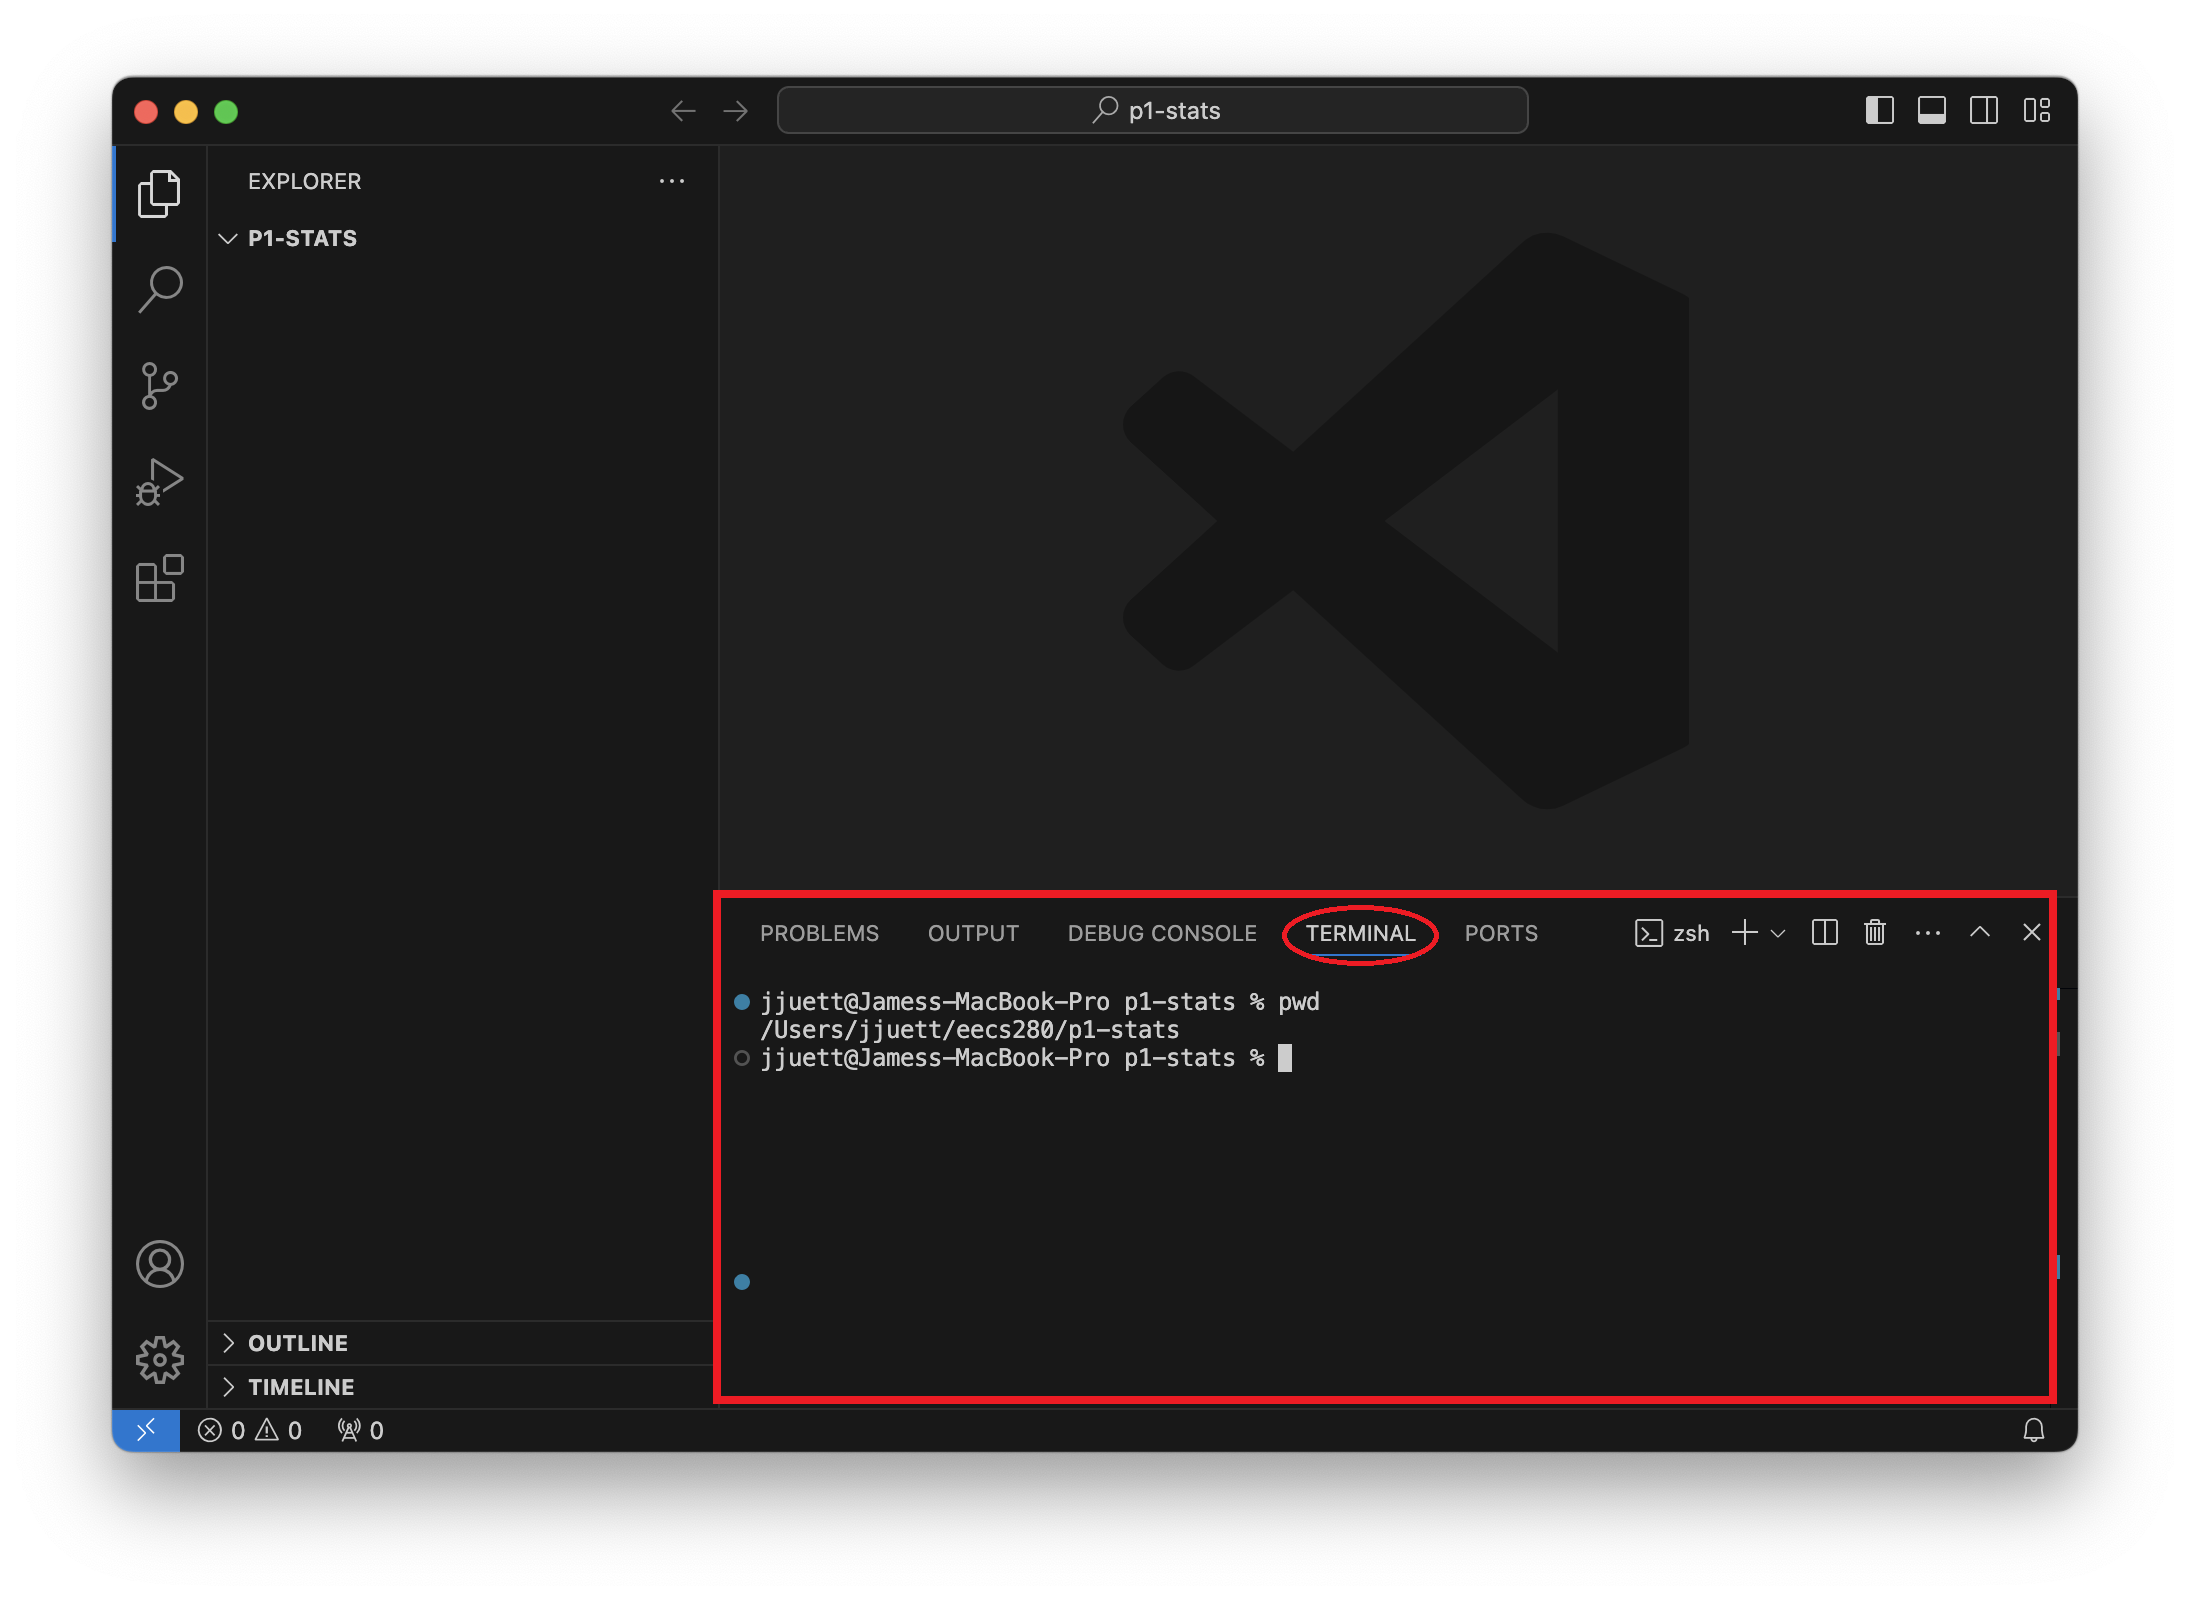 p1-stats
EXPLORER
P1-STATS
PROBLEMS OUTPUT DEBUG CONSOLE TERMINAL PORTS zsh
jjuett@Jamess-MacBook-Pro p1-stats % pwd
/Users/jjuett/eecs280/p1-stats
jjuett@Jamess-MacBook-Pro p1-stats %
OUTLINE
TIMELINE
0 0 0